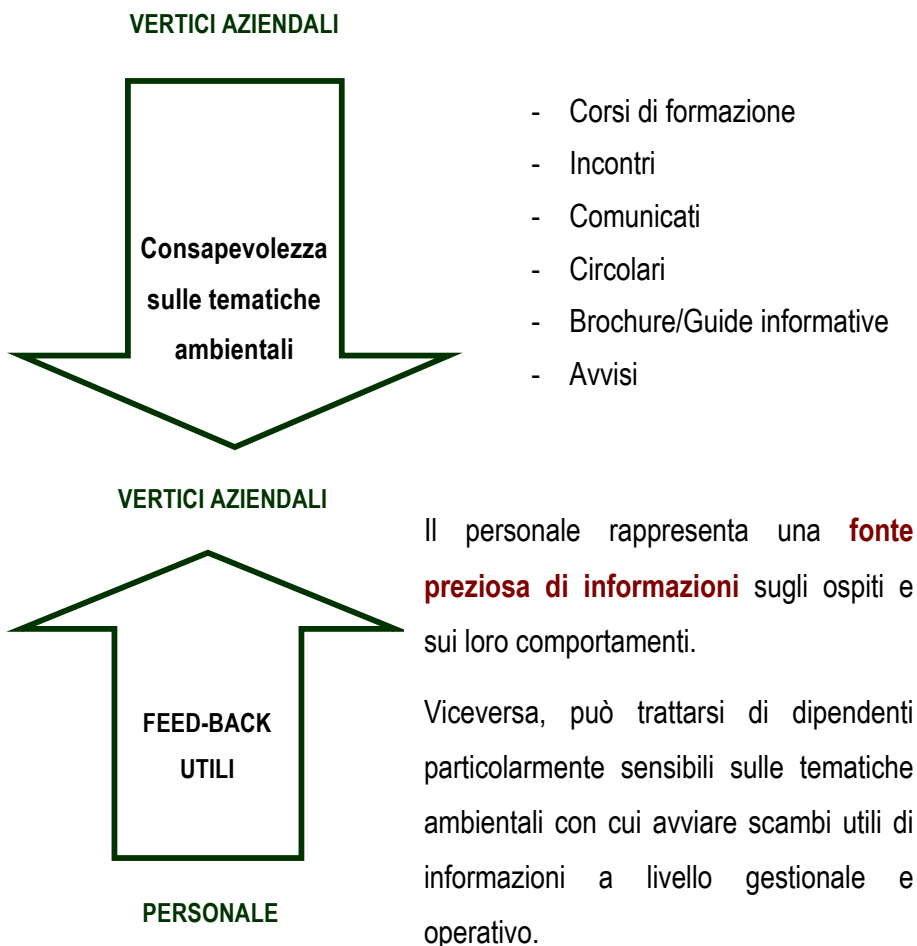 VERTICI AZIENDALI
Consapevolezza
sulle tematiche
ambientali
- Corsi di formazione
- Incontri
- Comunicati
- Circolari
- Brochure/Guide informative
- Avvisi
VERTICI AZIENDALI
FEED-BACK
UTILI
PERSONALE
Il personale rappresenta una fonte
preziosa di informazioni sugli ospiti e
sui loro comportamenti.
Viceversa, può trattarsi di dipendenti
particolarmente sensibili sulle tematiche
ambientali con cui avviare scambi utili di
informazioni a livello gestionale e
operativo.